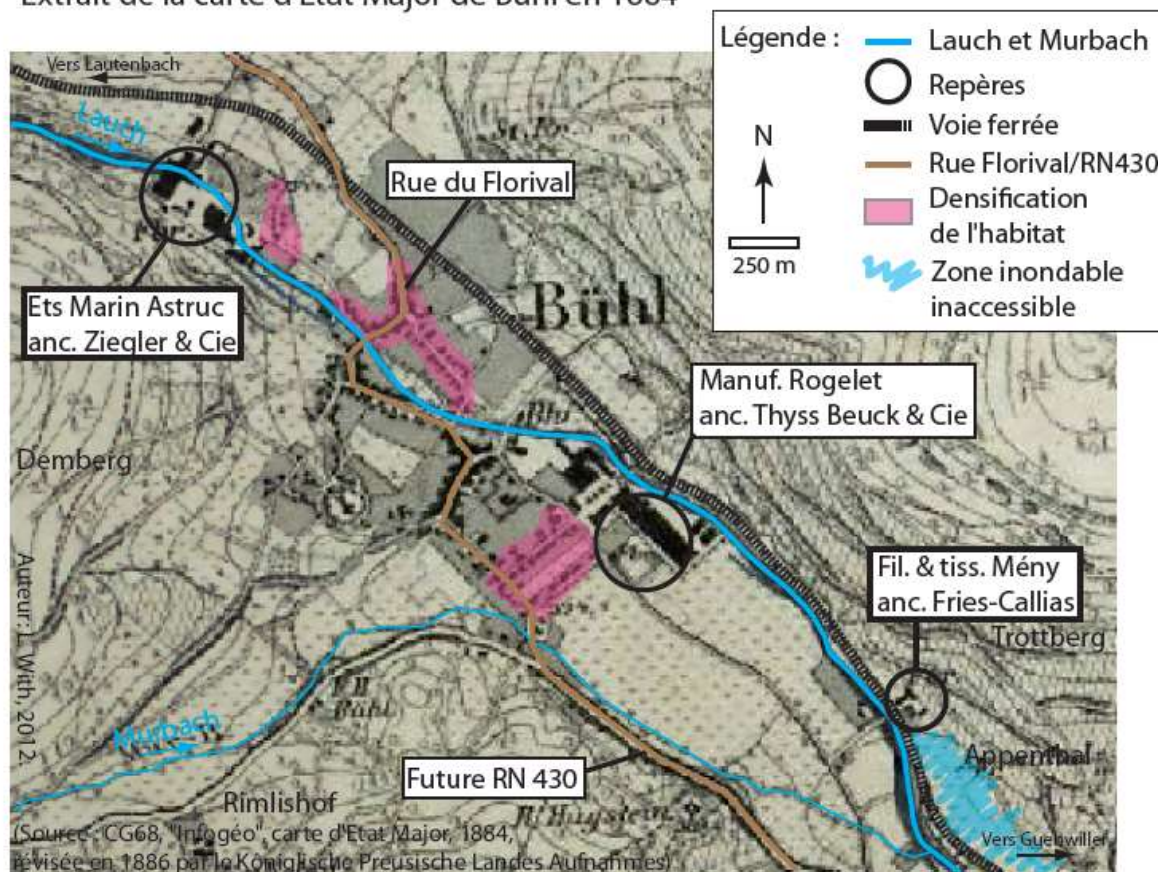 Extrait de la carte d'Etat Major de Bühl en 1884
Légende :
Lauch et Murbach
Repères
Voie ferrée
Rue Florival/RN430
Densification
de l'habitat
Zone inondable
inaccessible
N
250 m
Vers Lautenbach
Lauch
Rue du Florival
Ets Marin Astruc
anc. Ziegler & Cie
Bühl
Manuf. Rogelet
anc. Thyss Beuck & Cie
Demberg
Fil. & tiss. Mény
anc. Fries-Callias
Trottberg
Auteur: L. With, 2012.
Murbach
Appenthal
Future RN 430
Rimlishof
Vers Guebwiller
(Source : CG68, "Infogéo", carte d'Etat Major, 1884,
révisée en 1886 par le Königlische Preusische Landes Aufnahmes)